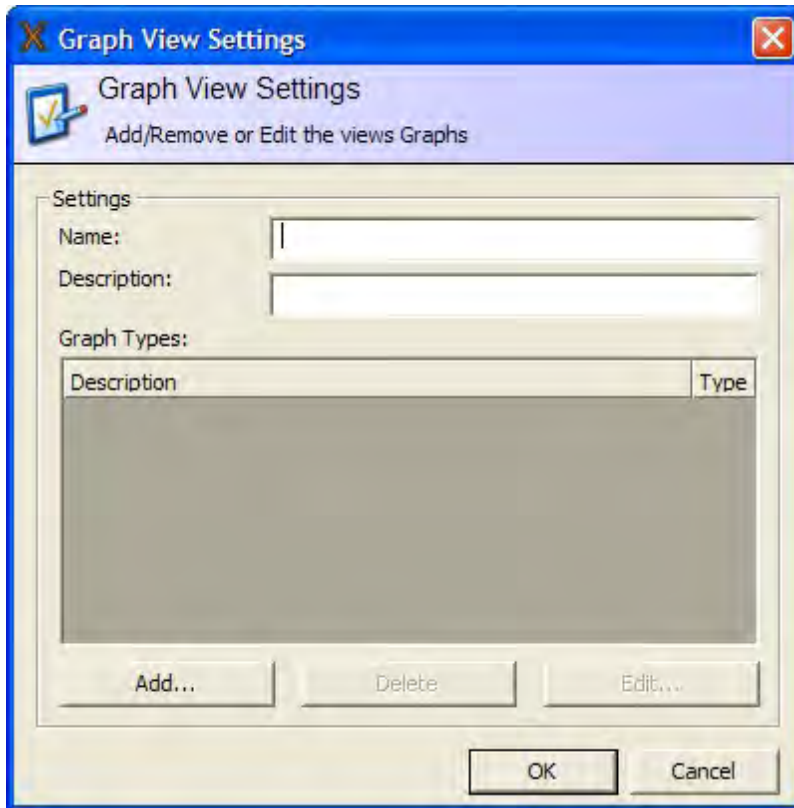 Graph View Settings
Graph View Settings
Add/Remove or Edit the views Graphs
Settings
Name:
Description:
Graph Types:
Description Type
Add... Delete Edit...
OK Cancel